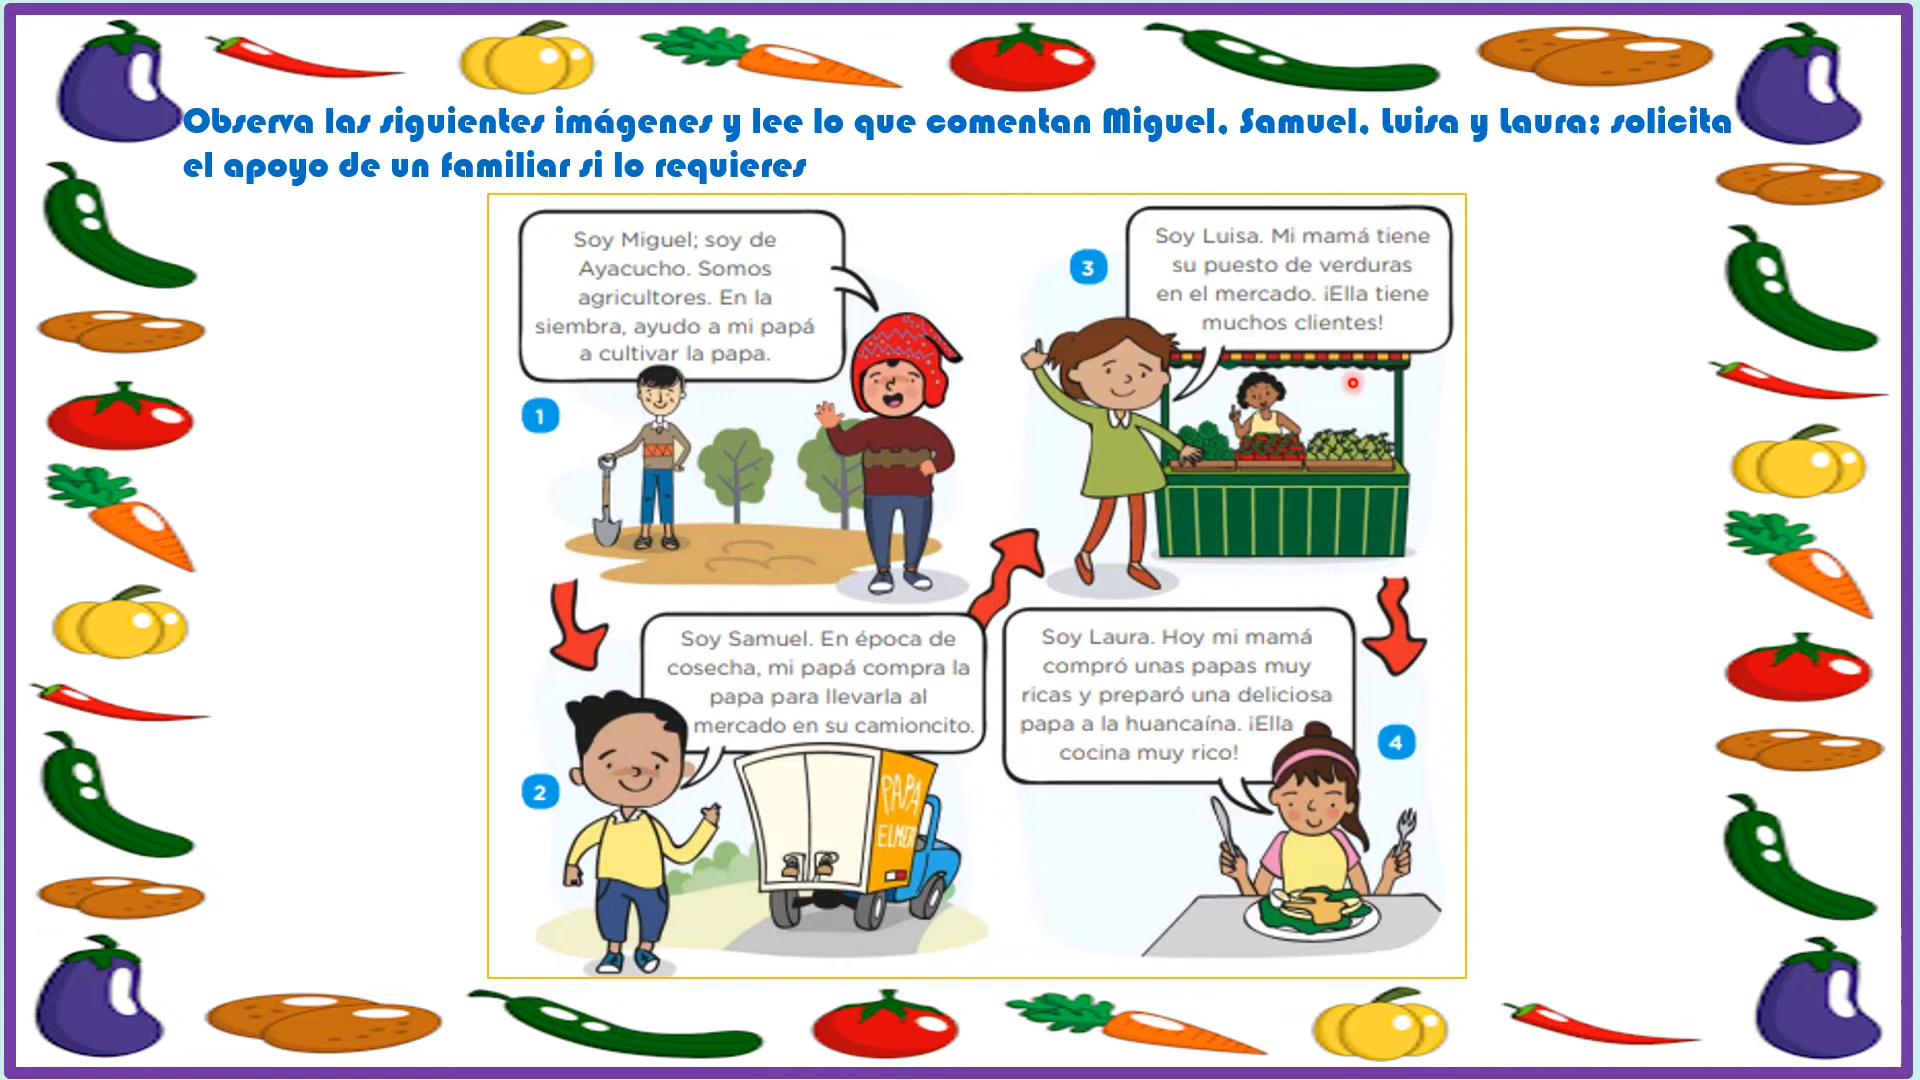 Observa las siguientes imágenes y lee lo que comentan Miguel, Samuel, Luisa y Laura; solicita
el apoyo de un familiar si lo requieres
Soy Miguel; soy de
Ayacucho. Somos
agricultores. En la
siembra, ayudo a mi papá
a cultivar la papa.
1
Soy Samuel. En época de
cosecha, mi papá compra la
papa para llevarla al
mercado en su camioncito.
2
PAPA
3
Soy Luisa. Mi mamá tiene
su puesto de verduras
en el mercado. ¡Ella tiene
muchos clientes!
Soy Laura. Hoy mi mamá
compró unas papas muy
ricas y preparó una deliciosa
papa a la huancaína. ¡Ella
cocina muy rico!
4